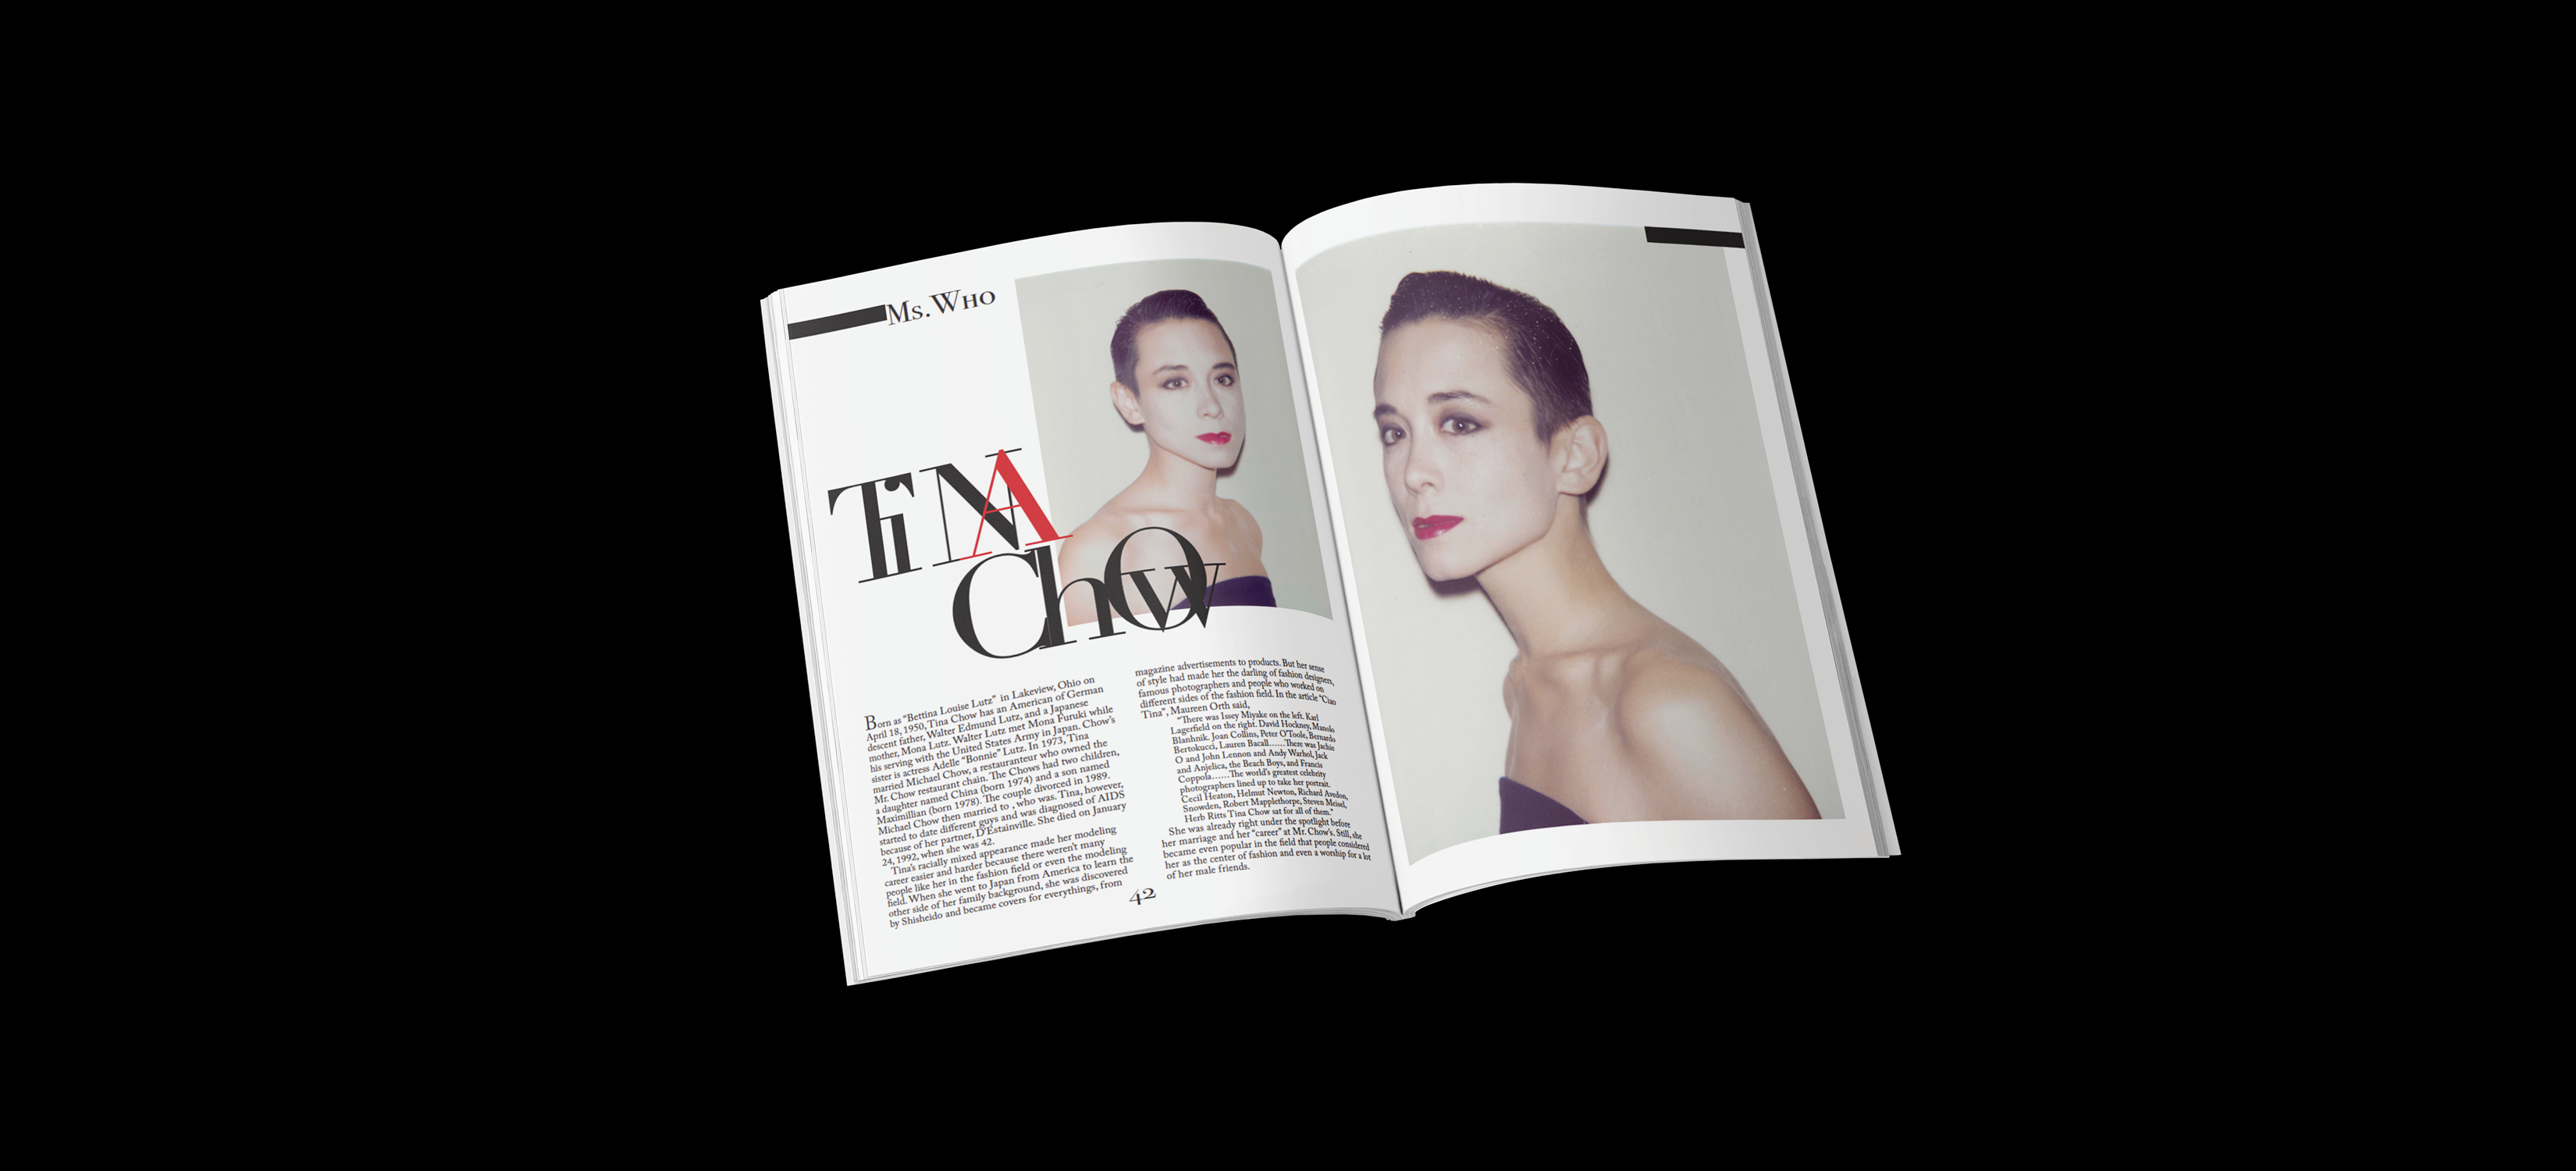 Ms. Who
TiNA
ChOW
Born as “Bettina Louise Lutz” in Lakeview, Ohio on
April 18, 1950, Tina Chow has an American of German
descent father, Walter Edmund Lutz, and a Japanese
mother, Mona Lutz. Walter Lutz met Mona Furuki while
his serving with the United States Army in Japan. Chow’s
sister is actress Adelle “Bonnie” Lutz. In 1973, Tina
married Michael Chow, a restauranteur who owned the
Mr. Chow restaurant chain. The Chows had two children,
a daughter named China (born 1974) and a son named
Maximillian (born 1978). The couple divorced in 1989.
Michael Chow then married to , who was. Tina, however,
started to date different guys and was diagnosed of AIDS
because of her partner, D’Estainville. She died on January
24, 1992, when she was 42.
Tina’s racially mixed appearance made her modeling
career easier and harder because there weren’t many
people like her in the fashion field or even the modeling
field. When she went to Japan from America to learn the
other side of her family background, she was discovered
by Shisheido and became covers for everythings, from
magazine advertisements to products. But her sense
of style had made her the darling of fashion designers,
famous photographers and people who worked on
different sides of the fashion field. In the article “Ciao
Tina”, Maureen Orth said,
“There was Issey Miyake on the left. Karl
Lagerfield on the right. David Hockney, Manolo
Blanhnik. Joan Collins, Peter O’Toole, Bernardo
Bertokucci, Lauren Bacall……There was Jachie
O and John Lennon and Andy Warhol, Jack
and Anjelica, the Beach Boys, and Francis
Coppola……The world’s greatest celebrity
photographers lined up to take her portrait.
Cecil Heaton, Helmut Newton, Richard Avedon,
Snowden, Robert Mapplethorpe, Steven Meisel,
Herb Ritts Tina Chow sat for all of them.”
She was already right under the spotlight before
her marriage and her “career” at Mr. Chow’s. Still, she
became even popular in the field that people considered
her as the center of fashion and even a worship for a lot
of her male friends.
42